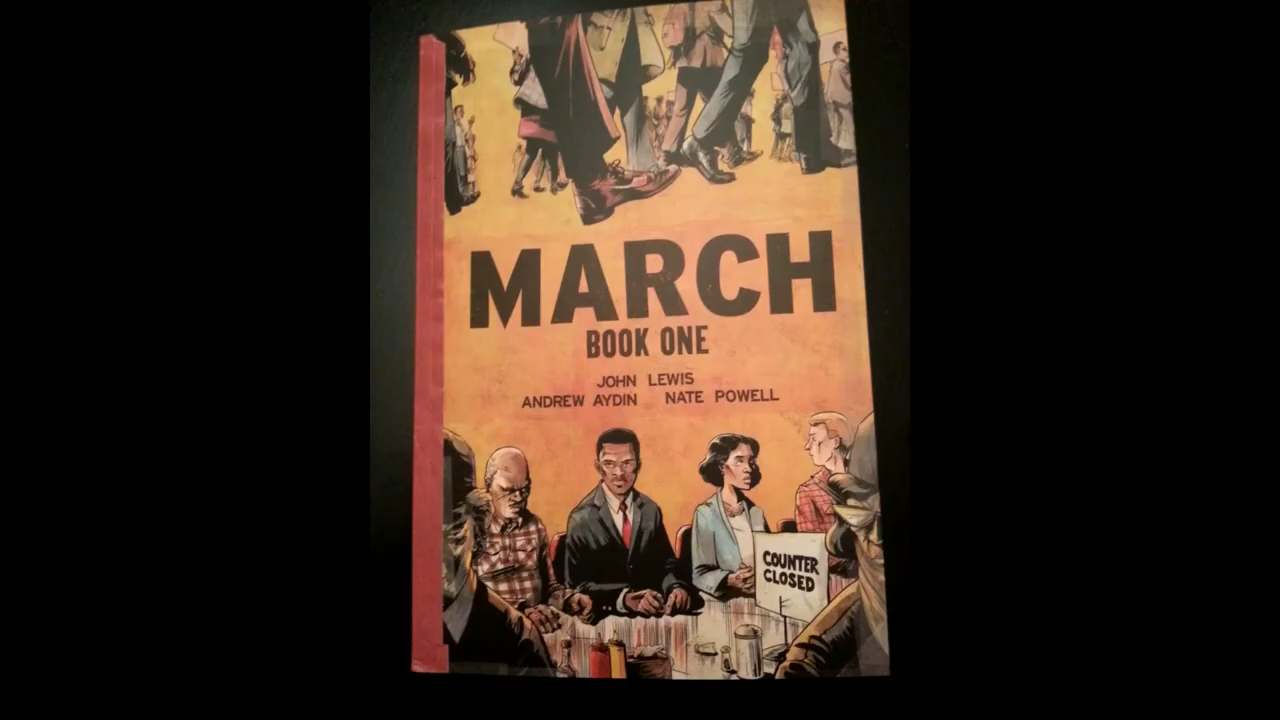 MARCH
BOOK ONE
JOHN LEWIS
ANDREW AYDIN NATE POWELL
COUNTER
CLOSED